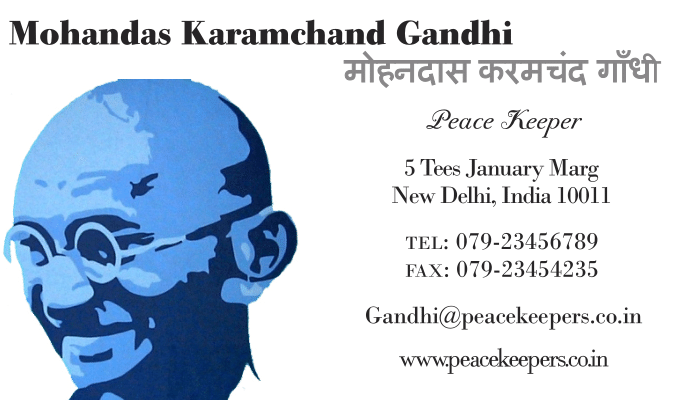 Mohandas Karamchand Gandhi
मोहनदास करमचंद गाँधी
Peace Keeper
5 Tees January Marg
New Delhi, India 10011
TEL: 079-23456789
FAX: 079-23454235
Gandhi@peacekeepers.co.in
www.peacekeepers.co.in